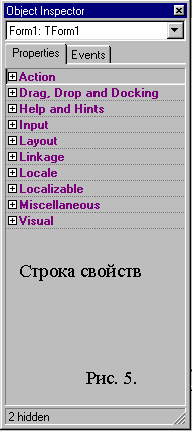 Object Inspector
Form1: TForm1
Properties Events
Action
Drag, Drop and Docking
Help and Hints
Input
Layout
Linkage
Locale
Localizable
Miscellaneous
Visual
Строка свойств
Рис. 5.
2 hidden